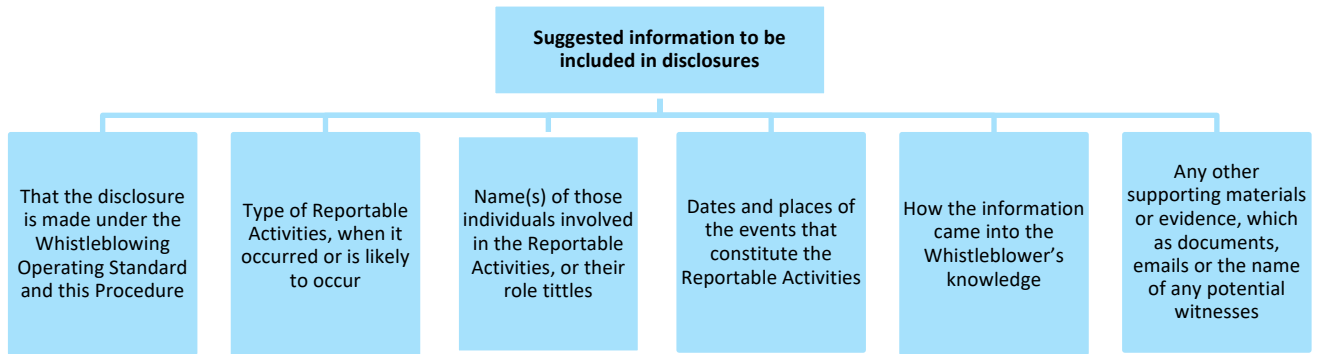 Suggested information to be
included in disclosures
That the disclosure
is made under the
Whistleblowing
Operating Standard
and this Procedure
Type of Reportable
Activities, when it
occurred or is likely
to occur
Name(s) of those
individuals involved
in the Reportable
Activities, or their
role tittles
Dates and places of
the events that
constitute the
Reportable Activities
How the information
came into the
Whistleblower’s
knowledge
Any other
supporting materials
or evidence, which
as documents,
emails or the name
of any potential
witnesses